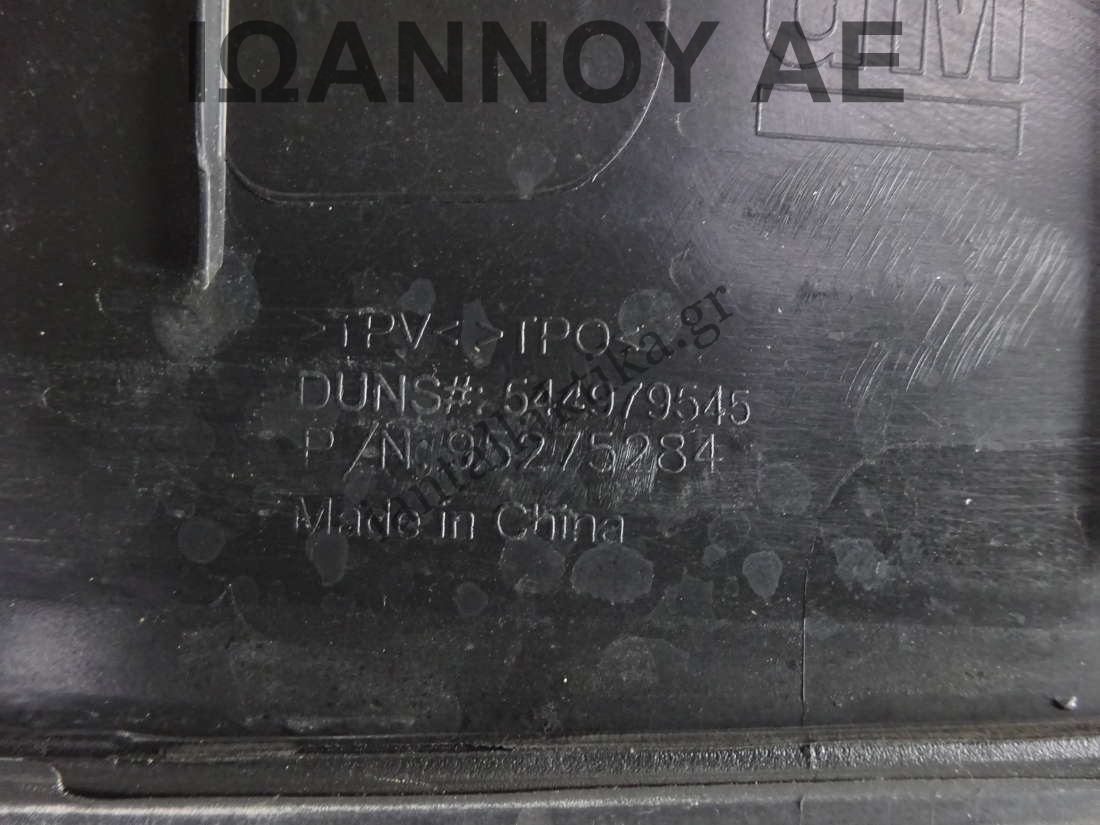 ΙΩΑΝΝΟΥ ΑΕ
GM
>TPV< >TPO<
DUNS#: 544979545
P/N: 95275284
Made in China